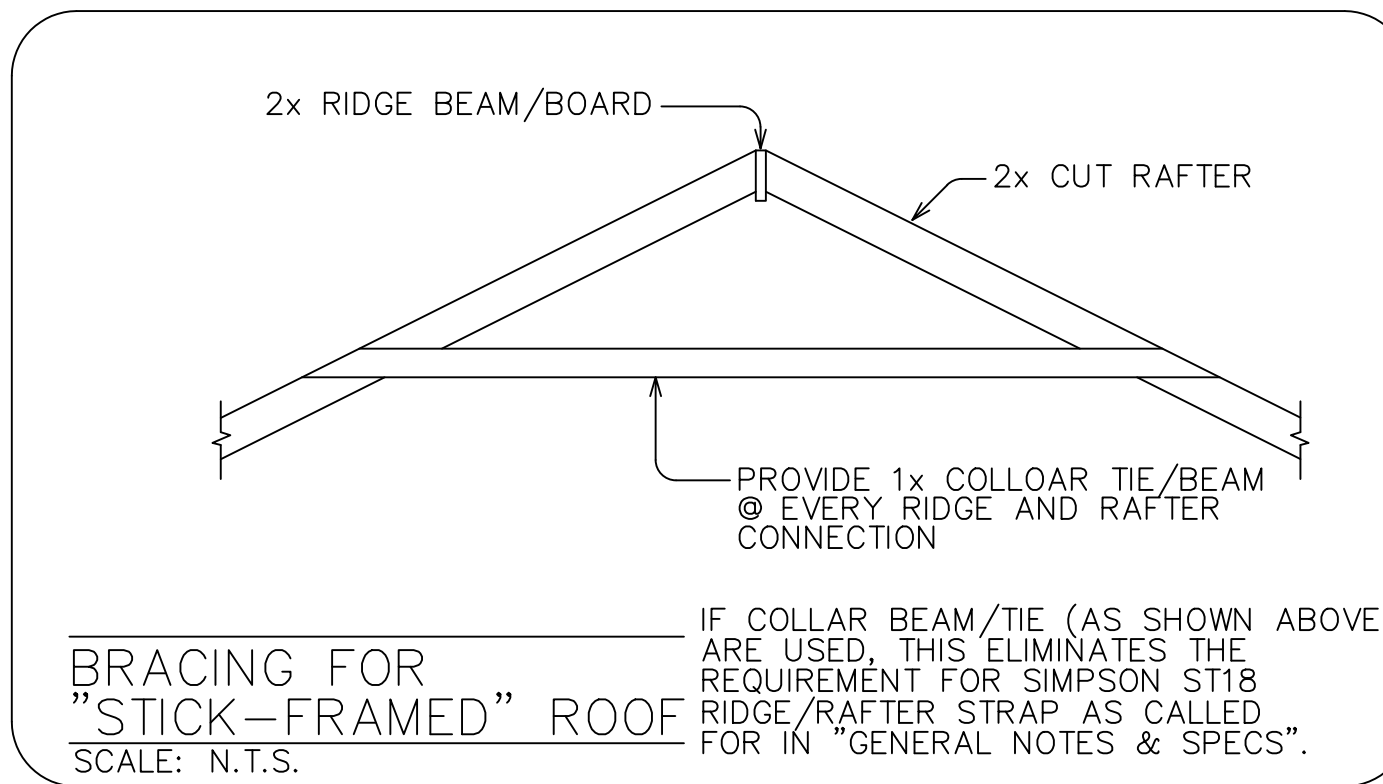 2x RIDGE BEAM/BOARD
2x CUT RAFTER
PROVIDE 1x COLLOAR TIE/BEAM
@ EVERY RIDGE AND RAFTER
CONNECTION
BRACING FOR
"STICK-FRAMED" ROOF
SCALE: N.T.S.
IF COLLAR BEAM/TIE (AS SHOWN ABOVE
ARE USED, THIS ELIMINATES THE
REQUIREMENT FOR SIMPSON ST18
RIDGE/RAFTER STRAP AS CALLED
FOR IN "GENERAL NOTES & SPECS".